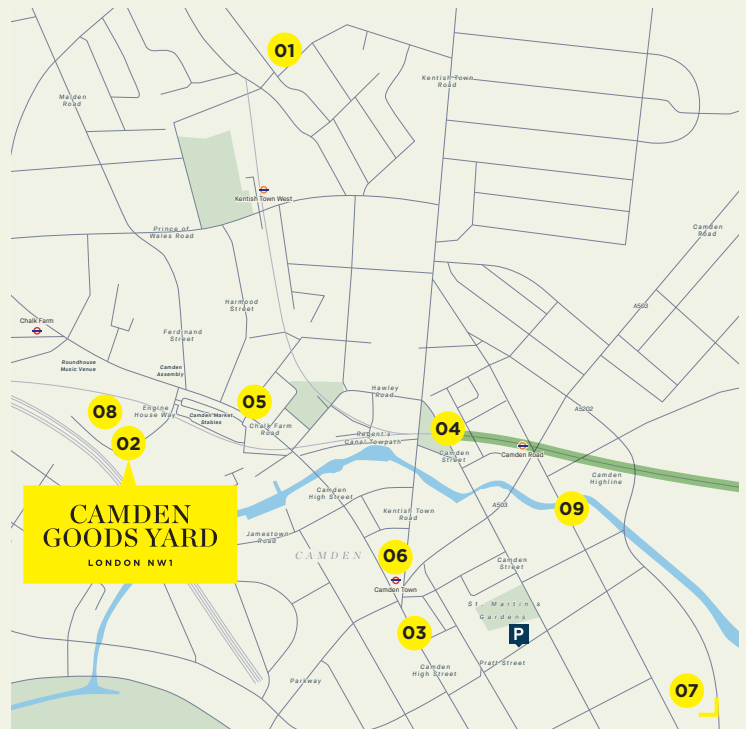 01
Kentish Town
Road
Malden
Road
Kentish Town West
Prince of
Wales Road
Camden
Road
Harmood
Street
A503
Chalk Farm
Ferdinand
Street
Roundhouse
Music Venue
Camden
Assembly
Hawley
Road
08
05
Engine
House Way
Camden Market
Stables
Chalk Farm
Road
A5202
04
02
Regent's
Canal Towpath
Camden
Street
Camden Road
Camden
Highline
CAMDEN
GOODS YARD
LONDON NW1
Camden
High Street
Kentish Town
Road
A503
09
Jamestown
Road
CAMDEN
06
Camden
Street
Camden Town
St. Martin's
Gardens
03
P
Camden
High Street
Pratt Street
Parkway
07